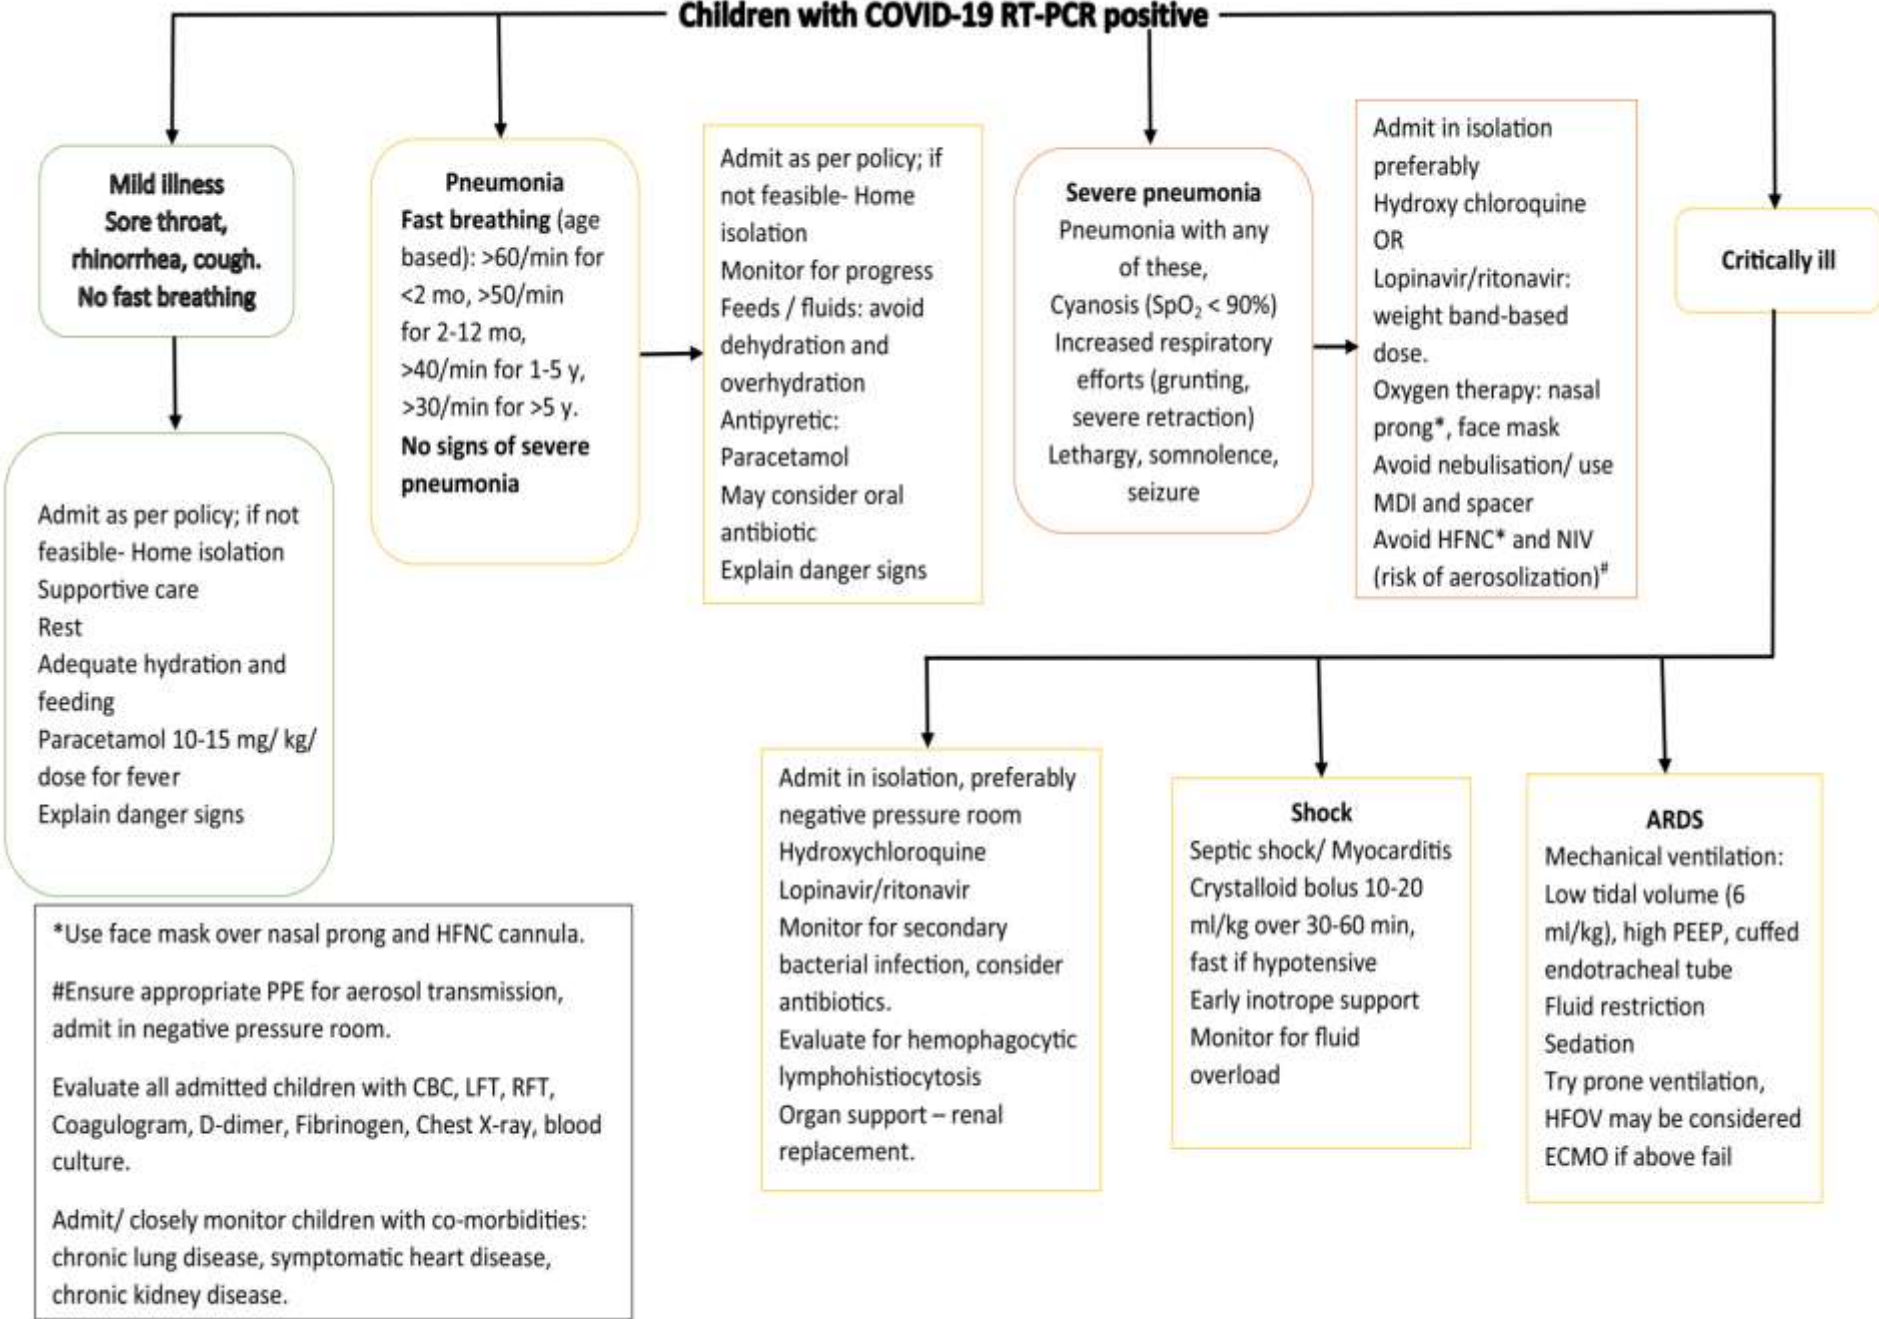 Children with COVID-19 RT-PCR positive
Mild illness
Sore throat,
rhinorrhea, cough.
No fast breathing
Admit as per policy; if not
feasible- Home isolation
Supportive care
Rest
Adequate hydration and
feeding
Paracetamol 10-15 mg/ kg/
dose for fever
Explain danger signs
Pneumonia
Fast breathing (age
based): >60/min for
<2 mo, >50/min
for 2-12 mo,
>40/min for 1-5 y,
>30/min for >5 y.
No signs of severe
pneumonia
Admit as per policy; if
not feasible- Home
isolation
Monitor for progress
Feeds / fluids: avoid
dehydration and
overhydration
Antipyretic:
Paracetamol
May consider oral
antibiotic
Explain danger signs
Severe pneumonia
Pneumonia with any
of these,
Cyanosis (SpO₂ < 90%)
Increased respiratory
efforts (grunting,
severe retraction)
Lethargy, somnolence,
seizure
Admit in isolation
preferably
Hydroxy chloroquine
OR
Lopinavir/ritonavir:
weight band-based
dose.
Oxygen therapy: nasal
prong*, face mask
Avoid nebulisation/ use
MDI and spacer
Avoid HFNC* and NIV
(risk of aerosolization)#
Critically ill
Admit in isolation, preferably
negative pressure room
Hydroxychloroquine
Lopinavir/ritonavir
Monitor for secondary
bacterial infection, consider
antibiotics.
Evaluate for hemophagocytic
lymphohistiocytosis
Organ support – renal
replacement.
Shock
Septic shock/ Myocarditis
Crystalloid bolus 10-20
ml/kg over 30-60 min,
fast if hypotensive
Early inotrope support
Monitor for fluid
overload
ARDS
Mechanical ventilation:
Low tidal volume (6
ml/kg), high PEEP, cuffed
endotracheal tube
Fluid restriction
Sedation
Try prone ventilation,
HFOV may be considered
ECMO if above fail
*Use face mask over nasal prong and HFNC cannula.
#Ensure appropriate PPE for aerosol transmission,
admit in negative pressure room.
Evaluate all admitted children with CBC, LFT, RFT,
Coagulogram, D-dimer, Fibrinogen, Chest X-ray, blood
culture.
Admit/ closely monitor children with co-morbidities:
chronic lung disease, symptomatic heart disease,
chronic kidney disease.